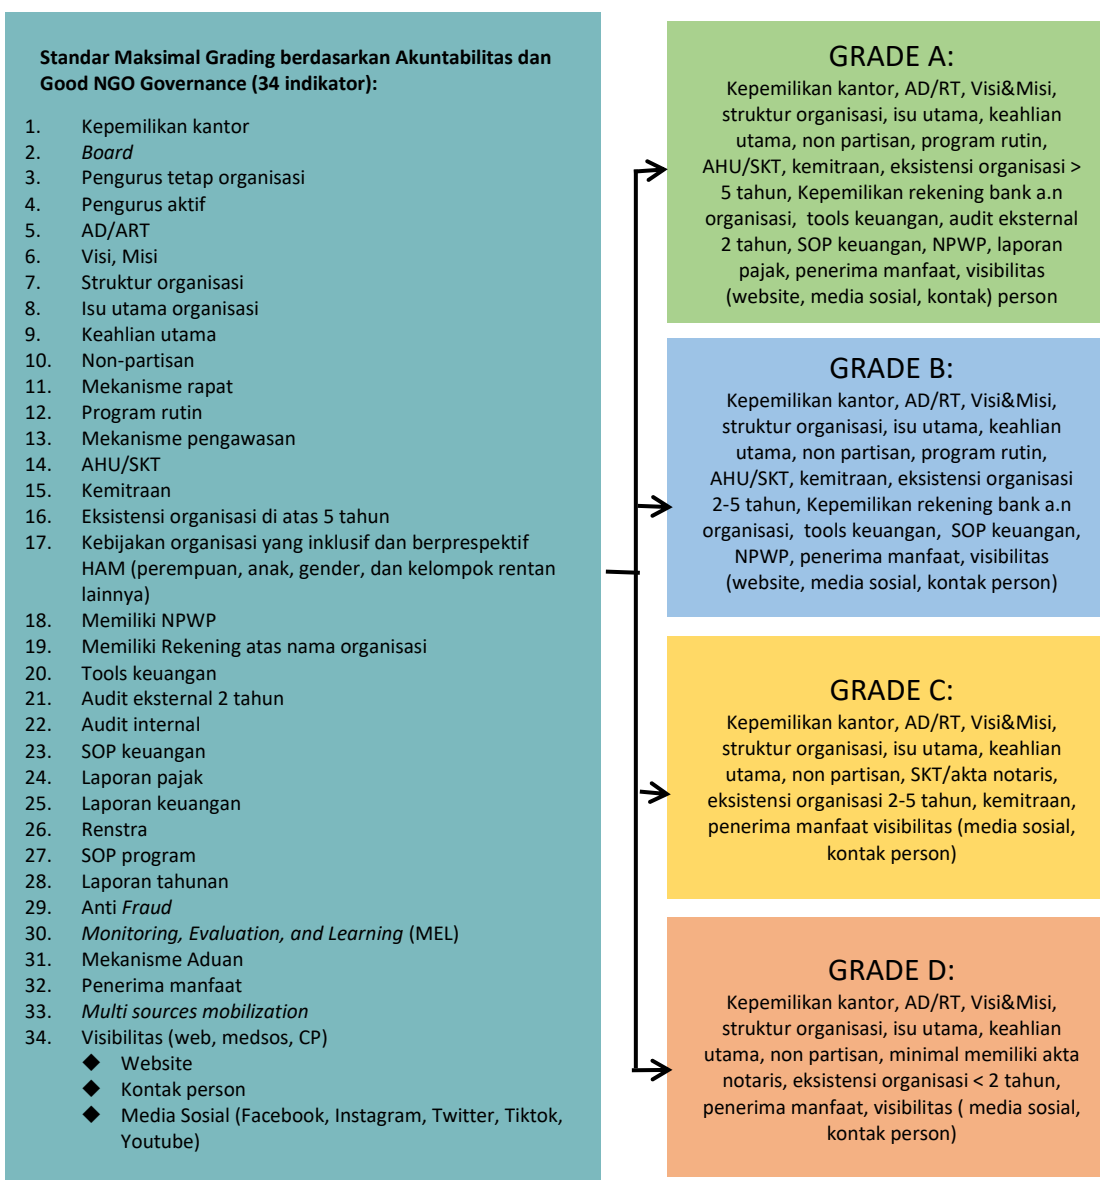 Standar Maksimal Grading berdasarkan Akuntabilitas dan
Good NGO Governance (34 indikator):
1. Kepemilikan kantor
2. Board
3. Pengurus tetap organisasi
4. Pengurus aktif
5. AD/ART
6. Visi, Misi
7. Struktur organisasi
8. Isu utama organisasi
9. Keahlian utama
10. Non-partisan
11. Mekanisme rapat
12. Program rutin
13. Mekanisme pengawasan
14. AHU/SKT
15. Kemitraan
16. Eksistensi organisasi di atas 5 tahun
17. Kebijakan organisasi yang inklusif dan berprespektif
HAM (perempuan, anak, gender, dan kelompok rentan
lainnya)
18. Memiliki NPWP
19. Memiliki Rekening atas nama organisasi
20. Tools keuangan
21. Audit eksternal 2 tahun
22. Audit internal
23. SOP keuangan
24. Laporan pajak
25. Laporan keuangan
26. Renstra
27. SOP program
28. Laporan tahunan
29. Anti Fraud
30. Monitoring, Evaluation, and Learning (MEL)
31. Mekanisme Aduan
32. Penerima manfaat
33. Multi sources mobilization
34. Visibilitas (web, medsos, CP)
◆ Website
◆ Kontak person
◆ Media Sosial (Facebook, Instagram, Twitter, Tiktok,
Youtube)
GRADE A:
Kepemilikan kantor, AD/RT, Visi&Misi,
struktur organisasi, isu utama, keahlian
utama, non partisan, program rutin,
AHU/SKT, kemitraan, eksistensi organisasi >
5 tahun, Kepemilikan rekening bank a.n
organisasi, tools keuangan, audit eksternal
2 tahun, SOP keuangan, NPWP, laporan
pajak, penerima manfaat, visibilitas
(website, media sosial, kontak) person
GRADE B:
Kepemilikan kantor, AD/RT, Visi&Misi,
struktur organisasi, isu utama, keahlian
utama, non partisan, program rutin,
AHU/SKT, kemitraan, eksistensi organisasi
2-5 tahun, Kepemilikan rekening bank a.n
organisasi, tools keuangan, SOP keuangan,
NPWP, penerima manfaat, visibilitas
(website, media sosial, kontak person)
GRADE C:
Kepemilikan kantor, AD/RT, Visi&Misi,
struktur organisasi, isu utama, keahlian
utama, non partisan, SKT/akta notaris,
eksistensi organisasi 2-5 tahun, kemitraan,
penerima manfaat visibilitas (media sosial,
kontak person)
GRADE D:
Kepemilikan kantor, AD/RT, Visi&Misi,
struktur organisasi, isu utama, keahlian
utama, non partisan, minimal memiliki akta
notaris, eksistensi organisasi < 2 tahun,
penerima manfaat, visibilitas ( media sosial,
kontak person)